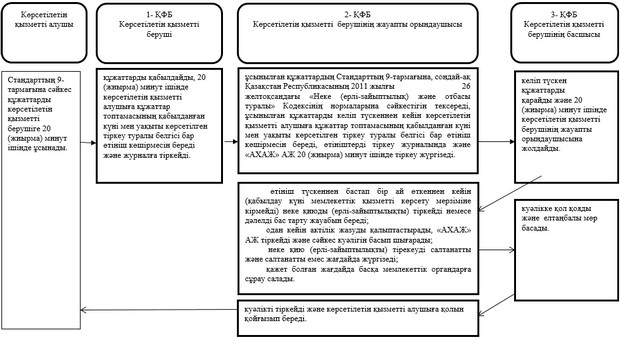 Көрсетілетін
қызметті алушы
1- ҚФБ
Көрсетілетін қызметті
беруші
2- ҚФБ
Көрсетілетін қызметті берушінің жауапты орындаушысы
3- ҚФБ
Көрсетілетін қызметті
берушінің басшысы
Стандарттың 9-
тармағына сәйкес
құжаттарды
көрсетілетін
қызметті
берушіге 20
(жиырма) минут
ішінде ұсынады.
құжаттарды қабылдайды, 20
(жиырма) минут ішінде
көрсетілетін қызметті
алушыға құжаттар
топтамасының қабылданған
күні мен уақыты көрсетілген
тіркеу туралы белгісі бар
өтініш көшірмесін береді
және журналға тіркейді.
ұсынылған құжаттардың Стандарттың 9-тармағына, сондай-ақ
Қазақстан Республикасының 2011 жылғы 26
желтоқсандағы «Неке (ерлі-зайыптылық) және отбасы
туралы» Кодексінің нормаларына сәйкестігін тексереді,
ұсынылған құжаттарды келіп түскеннен кейін көрсетілетін
қызметті алушыға құжаттар топтамасының қабылданған күні
мен уақыты көрсетілген тіркеу туралы белгісі бар өтініш
көшірмесін береді, өтініштерді тіркеу журналында және
«АХАЖ» АЖ 20 (жиырма) минут ішінде тіркеу жүргізеді.
келіп түскен
құжаттарды
қарайды және 20
(жиырма) минут ішінде
көрсетілетін қызметті
берушінің жауапты
орындаушысына
жолдайды.
өтініш түскеннен бастап бір ай өткеннен кейін
(қабылдау күні мемлекеттік қызметті көрсету мерзіміне
кірмейді) неке қиюды (ерлі-зайыптылықты) тіркейді немесе
дәлелді бас тарту жауабын береді;
одан кейін актілік жазуды қалыптастырады, «АХАЖ»
АЖ тіркейді және сәйкес куәлігін басып шығарады;
неке қию (ерлі-зайыптылықты) тіркеуді салтанатты
және салтанатты емес жағдайда жүргізеді;
қажет болған жағдайда басқа мемлекеттік органдарға
сұрау салады.
куәлікке қол қояды
және елтаңбалы мөр
басады.
куәлікті тіркейді және көрсетілетін қызметті алушыға қолын
қойғызып береді.